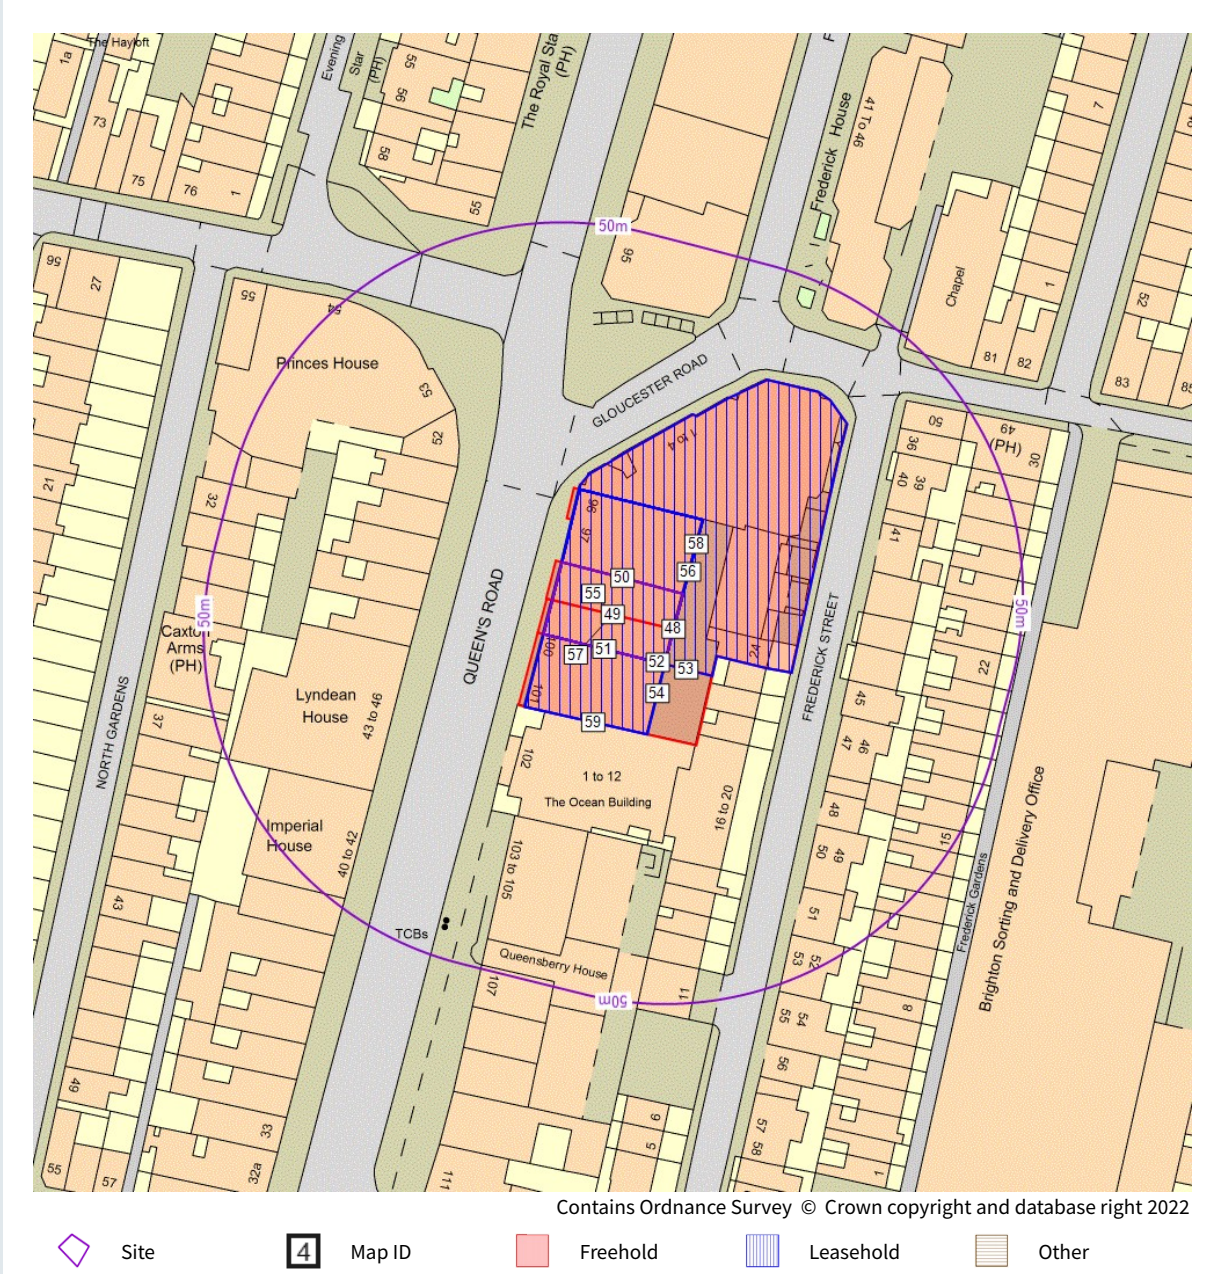 The Hayloft
1a
Evening
Star
(PH)
55
56
58
The Royal Sta
(PH)
55
F
Frederick House
41 To 46
7
73
75
76
1
50m
95
Chapel
1
52
96
27
55
54
Princes House
53
52
81
82
83
85
GLOUCESTER ROAD
1 to 4
50
49
(PH)
30
36
39
40
41
21
32
96
97
58
56
50
55
49
48
QUEEN'S ROAD
100
57
51
52
53
54
24
101
59
FREDERICK STREET
50m
50m
Caxton
Arms
(PH)
Lyndean
House
43 to 46
22
45
46
47
NORTH GARDENS
37
102
1 to 12
The Ocean Building
16 to 20
Imperial
House
40 to 42
48
49
50
15
Brighton Sorting and Delivery Office
Frederick Gardens
103 to 105
43
TCBs
51
52
53
Queensberry House
107
50m
11
54
55
8
56
49
33
32a
6
5
57
58
1
55
57
111
Contains Ordnance Survey © Crown copyright and database right 2022
Site
4
Map ID
Freehold
Leasehold
Other